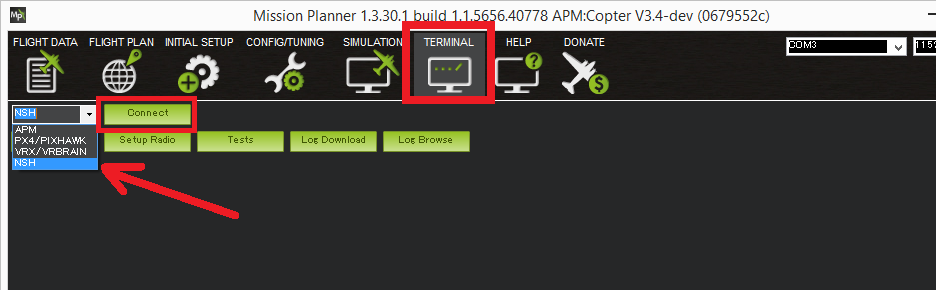 Mp
Mission Planner 1.3.30.1 build 1.1.5656.40778 APM:Copter V3.4-dev (0679552c)
FLIGHT DATA FLIGHT PLAN INITIAL SETUP CONFIG/TUNING SIMULATION TERMINAL HELP DONATE
COM3
NSH Connect
APM
PX4/PIXHAWK
VRX/VRBRAIN
NSH
Setup Radio Tests Log Download Log Browse